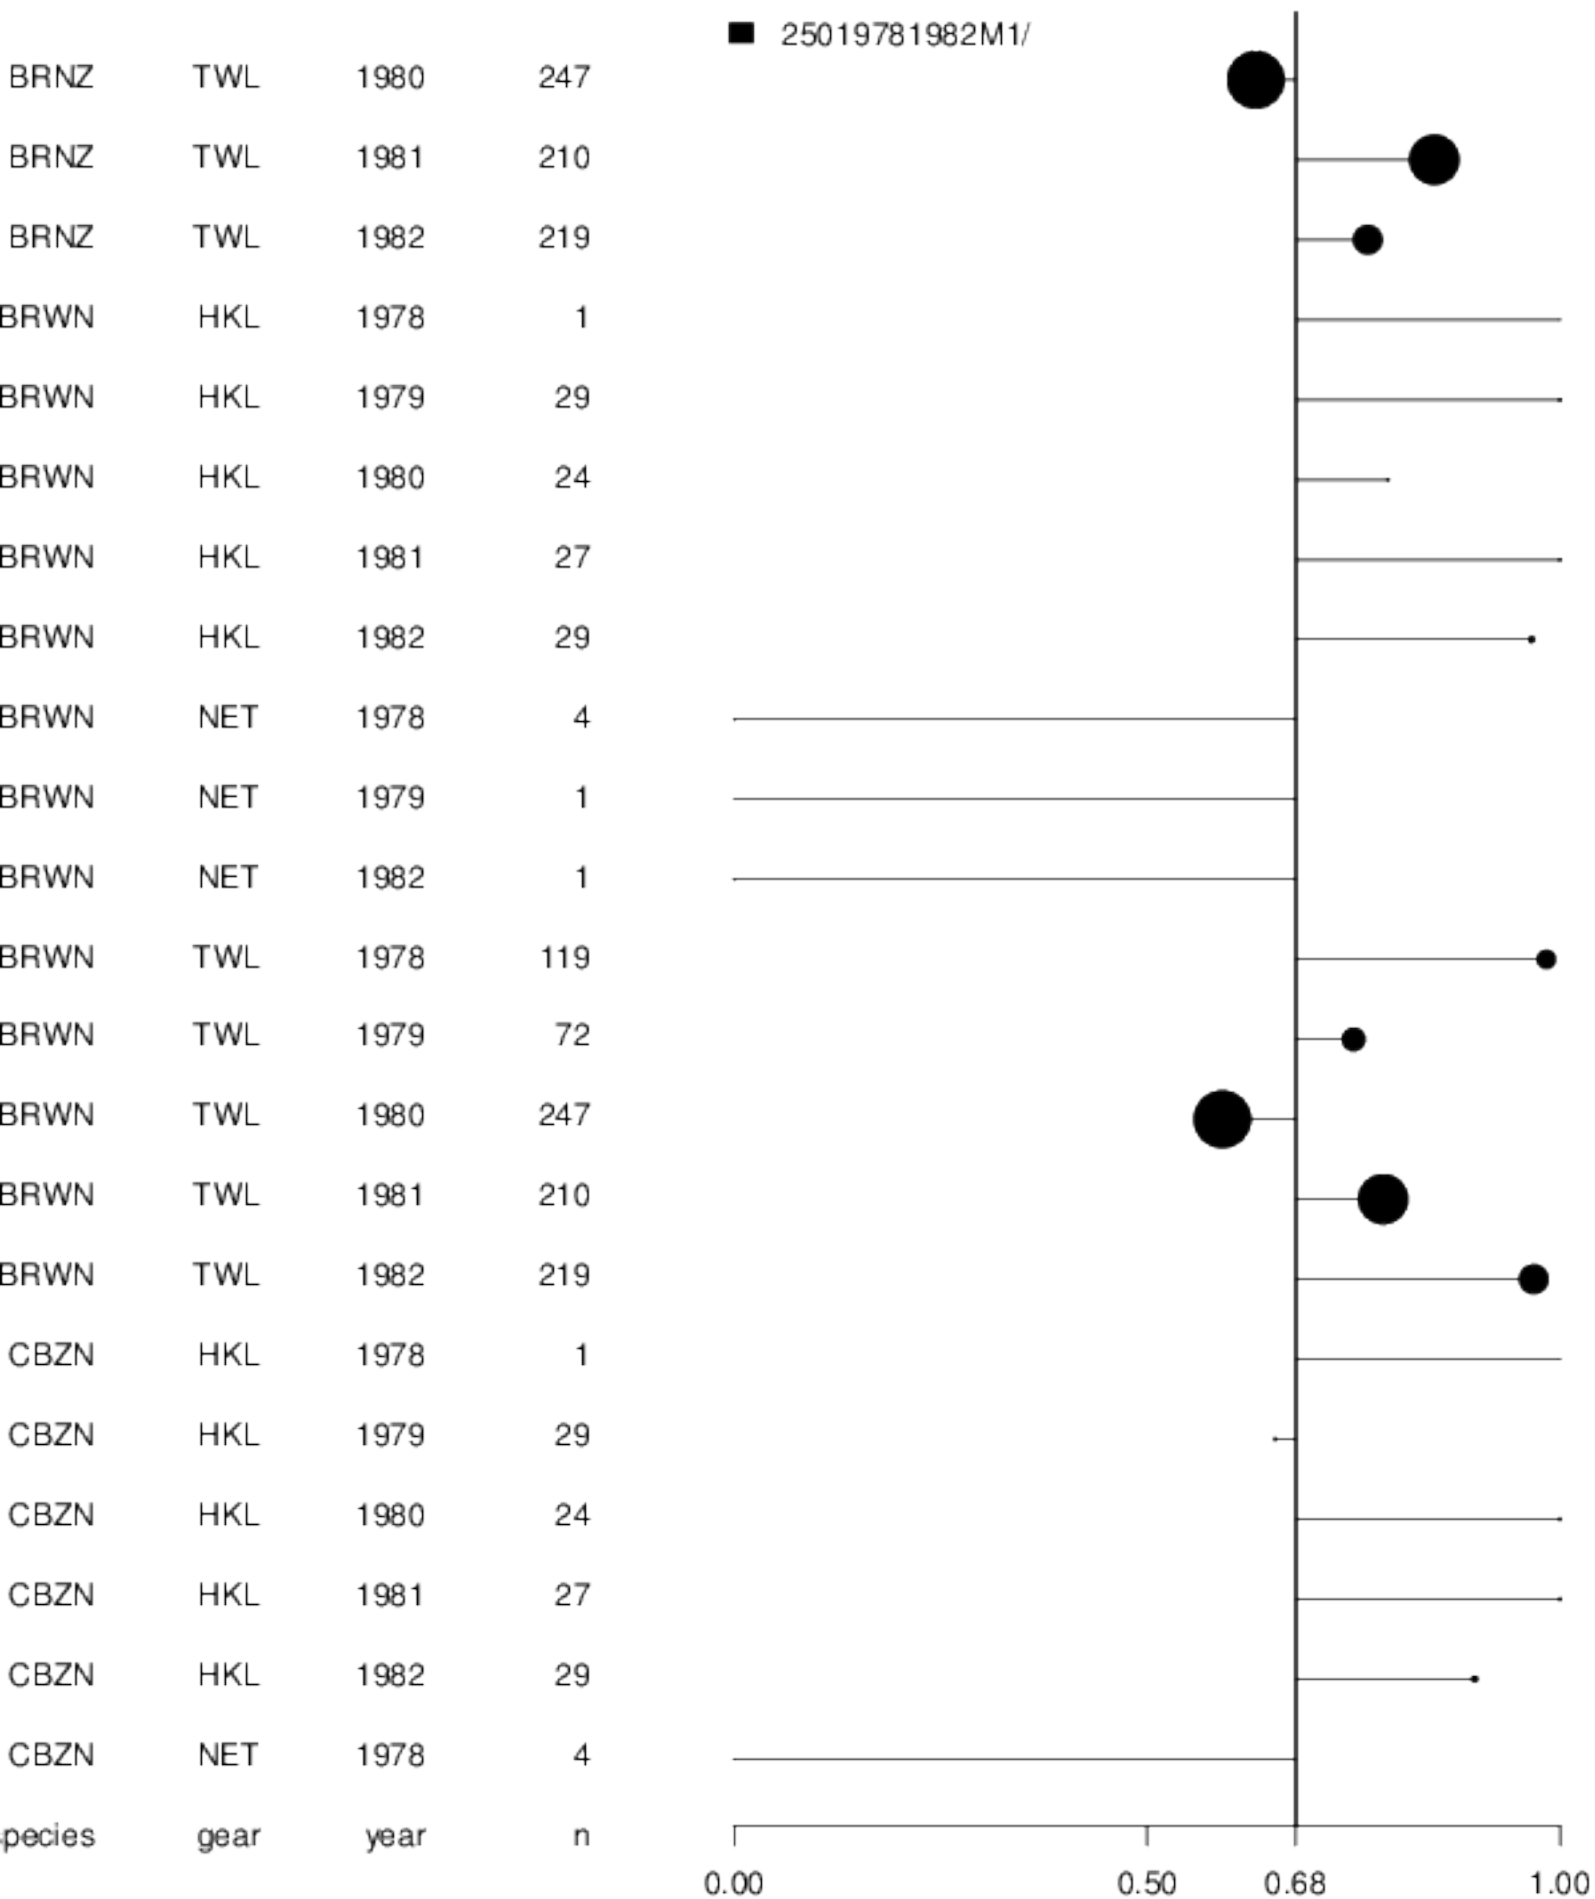 25019781982M1/
BRNZ TWL 1980 247
BRNZ TWL 1981 210
BRNZ TWL 1982 219
BRWN HKL 1978 1
BRWN HKL 1979 29
BRWN HKL 1980 24
BRWN HKL 1981 27
BRWN HKL 1982 29
BRWN NET 1978 4
BRWN NET 1979 1
BRWN NET 1982 1
BRWN TWL 1978 119
BRWN TWL 1979 72
BRWN TWL 1980 247
BRWN TWL 1981 210
BRWN TWL 1982 219
CBZN HKL 1978 1
CBZN HKL 1979 29
CBZN HKL 1980 24
CBZN HKL 1981 27
CBZN HKL 1982 29
CBZN NET 1978 4
pecies gear year n
0.00 0.50 0.68 1.00